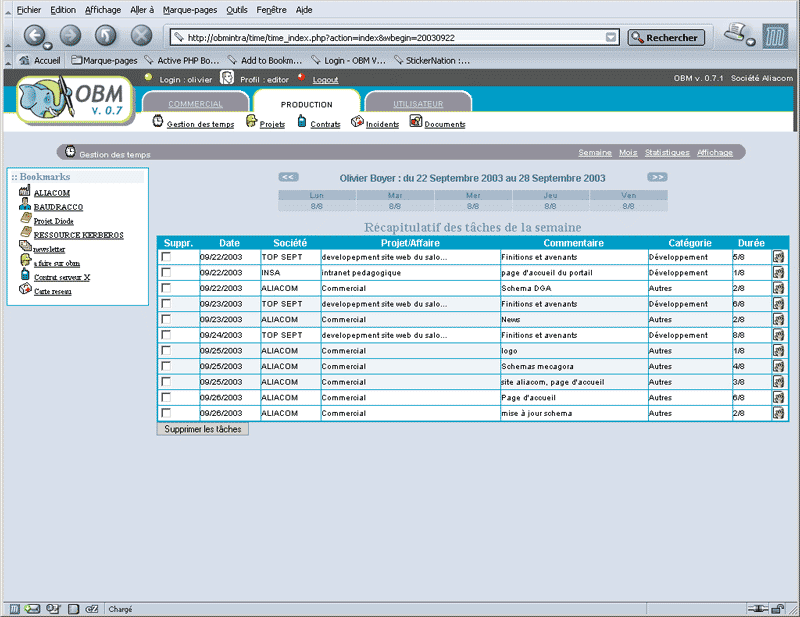 Fichier Edition Affichage Aller à Marque-pages Outils Fenêtre Aide
http://obmintra/time/time_index.php?action=index&wbegin=20030922 Rechercher
Accueil Marque-pages Active PHP Bo... Add to Bookm... Login - OBM V... StickerNation :...
Login : olivier Profil : editor Logout OBM v. 0.7.1 Société Aliacom
OBM
v. 0.7
COMMERCIAL PRODUCTION UTILISATEUR
Gestion des temps Projets Contrats Incidents Documents
Gestion des temps Semaine Mois Statistiques Affichage
:: Bookmarks
ALIACOM
BAUDRACCO
Projet Diode
RESSOURCE KERBEROS
newsletter
a faire sur obm
Contrat serveur X
Carte reseau
<< Olivier Boyer : du 22 Septembre 2003 au 28 Septembre 2003 >>
Lun Mar Mer Jeu Ven
8/8 8/8 8/8 8/8 8/8
Récapitulatif des tâches de la semaine
Suppr. Date Société Projet/Affaire Commentaire Catégorie Durée
09/22/2003 TOP SEPT developepment site web du salo... Finitions et avenants Développement 5/8
09/22/2003 INSA intranet pedagogique page d'accueil du portail Développement 1/8
09/22/2003 ALIACOM Commercial Schema DGA Autres 2/8
09/23/2003 TOP SEPT developepment site web du salo... Finitions et avenants Développement 6/8
09/23/2003 ALIACOM Commercial News Autres 2/8
09/24/2003 TOP SEPT developepment site web du salo... Finitions et avenants Développement 8/8
09/25/2003 ALIACOM Commercial logo Autres 1/8
09/25/2003 ALIACOM Commercial Schemas mecagora Autres 4/8
09/25/2003 ALIACOM Commercial site aliacom, page d'accueil Autres 3/8
09/26/2003 ALIACOM Commercial Page d'accueil Autres 6/8
09/26/2003 ALIACOM Commercial mise à jour schema Autres 2/8
Supprimer les tâches
Chargé